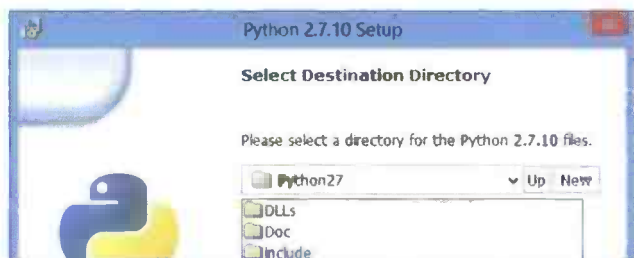 Python 2.7.10 Setup
Select Destination Directory
Please select a directory for the Python 2.7.10 files.
Python27
Up New
DLLs
Doc
Include